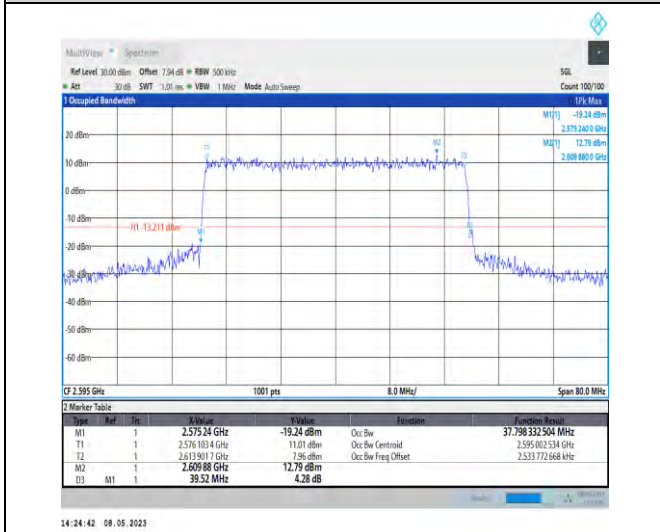 MultiView Spectrum
Ref Level 30.00 dBm Offset 7.94 dB RBW 500 kHz SGL
Att 30 dB SWT 1.01 ms VBW 1 MHz Mode Auto Sweep Count 100/100
1 Occupied Bandwidth 1Pk Max
M1[1] -19.24 dBm
2.575 240 0 GHz
M2[1] 12.79 dBm
2.609 880 0 GHz
20 dBm
10 dBm
0 dBm
-10 dBm
H1 -13.211 dBm
M1
M2
-30 dBm
-40 dBm
-50 dBm
-60 dBm
CF 2.595 GHz 1001 pts 8.0 MHz/ Span 80.0 MHz
2 Marker Table
Type Ref Trc X-Value Y-Value Function Function Result
M1 1 2.575 24 GHz -19.24 dBm Occ Bw 37.798 332 504 MHz
T1 1 2.576 103 4 GHz 11.01 dBm Occ Bw Centroid 2.595 002 534 GHz
T2 1 2.613 901 7 GHz 7.96 dBm Occ Bw Freq Offset 2.533 772 668 kHz
M2 1 2.609 88 GHz 12.79 dBm
D3 M1 1 39.52 MHz 4.28 dB
14:24:42 08.05.2023